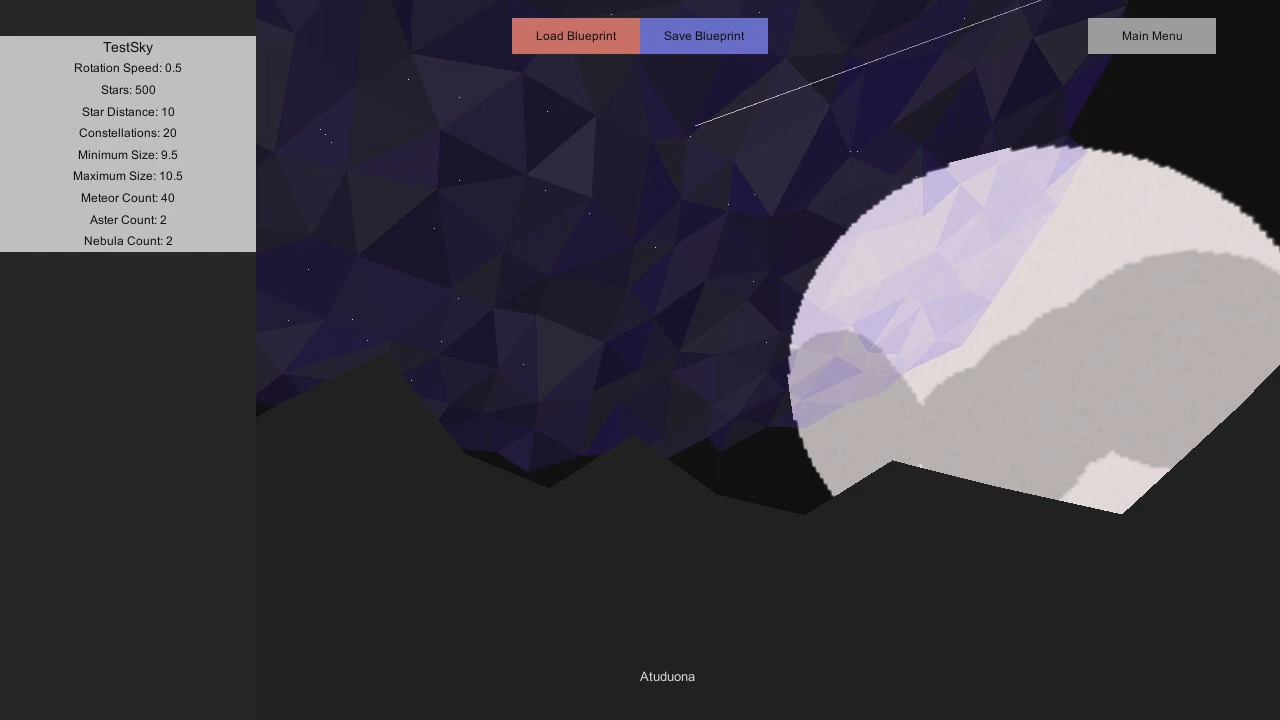 Load Blueprint
Save Blueprint
Main Menu
TestSky
Rotation Speed: 0.5
Stars: 500
Star Distance: 10
Constellations: 20
Minimum Size: 9.5
Maximum Size: 10.5
Meteor Count: 40
Aster Count: 2
Nebula Count: 2
Atuduona